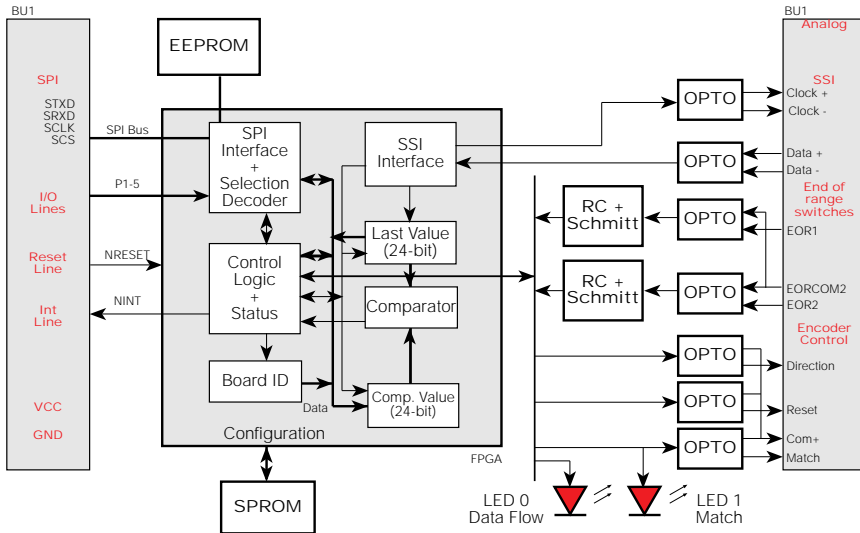 BU1
SPI
STXD
SRXD
SCLK
SCS
I/O
Lines
Reset
Line
Int
Line
VCC
GND
EEPROM
SPI Bus
P1-5
NRESET
NINT
SPI
Interface
+
Selection
Decoder
SSI
Interface
Control
Logic
+
Status
Last Value
(24-bit)
Comparator
Board ID
Data
Comp. Value
(24-bit)
Configuration
FPGA
SPROM
RC +
Schmitt
RC +
Schmitt
OPTO
OPTO
OPTO
OPTO
OPTO
OPTO
OPTO
LED 0
Data Flow
LED 1
Match
BU1
Analog
SSI
Clock +
Clock -
Data +
Data -
End of
range
switches
EOR1
EORCOM2
EOR2
Encoder
Control
Direction
Reset
Com+
Match